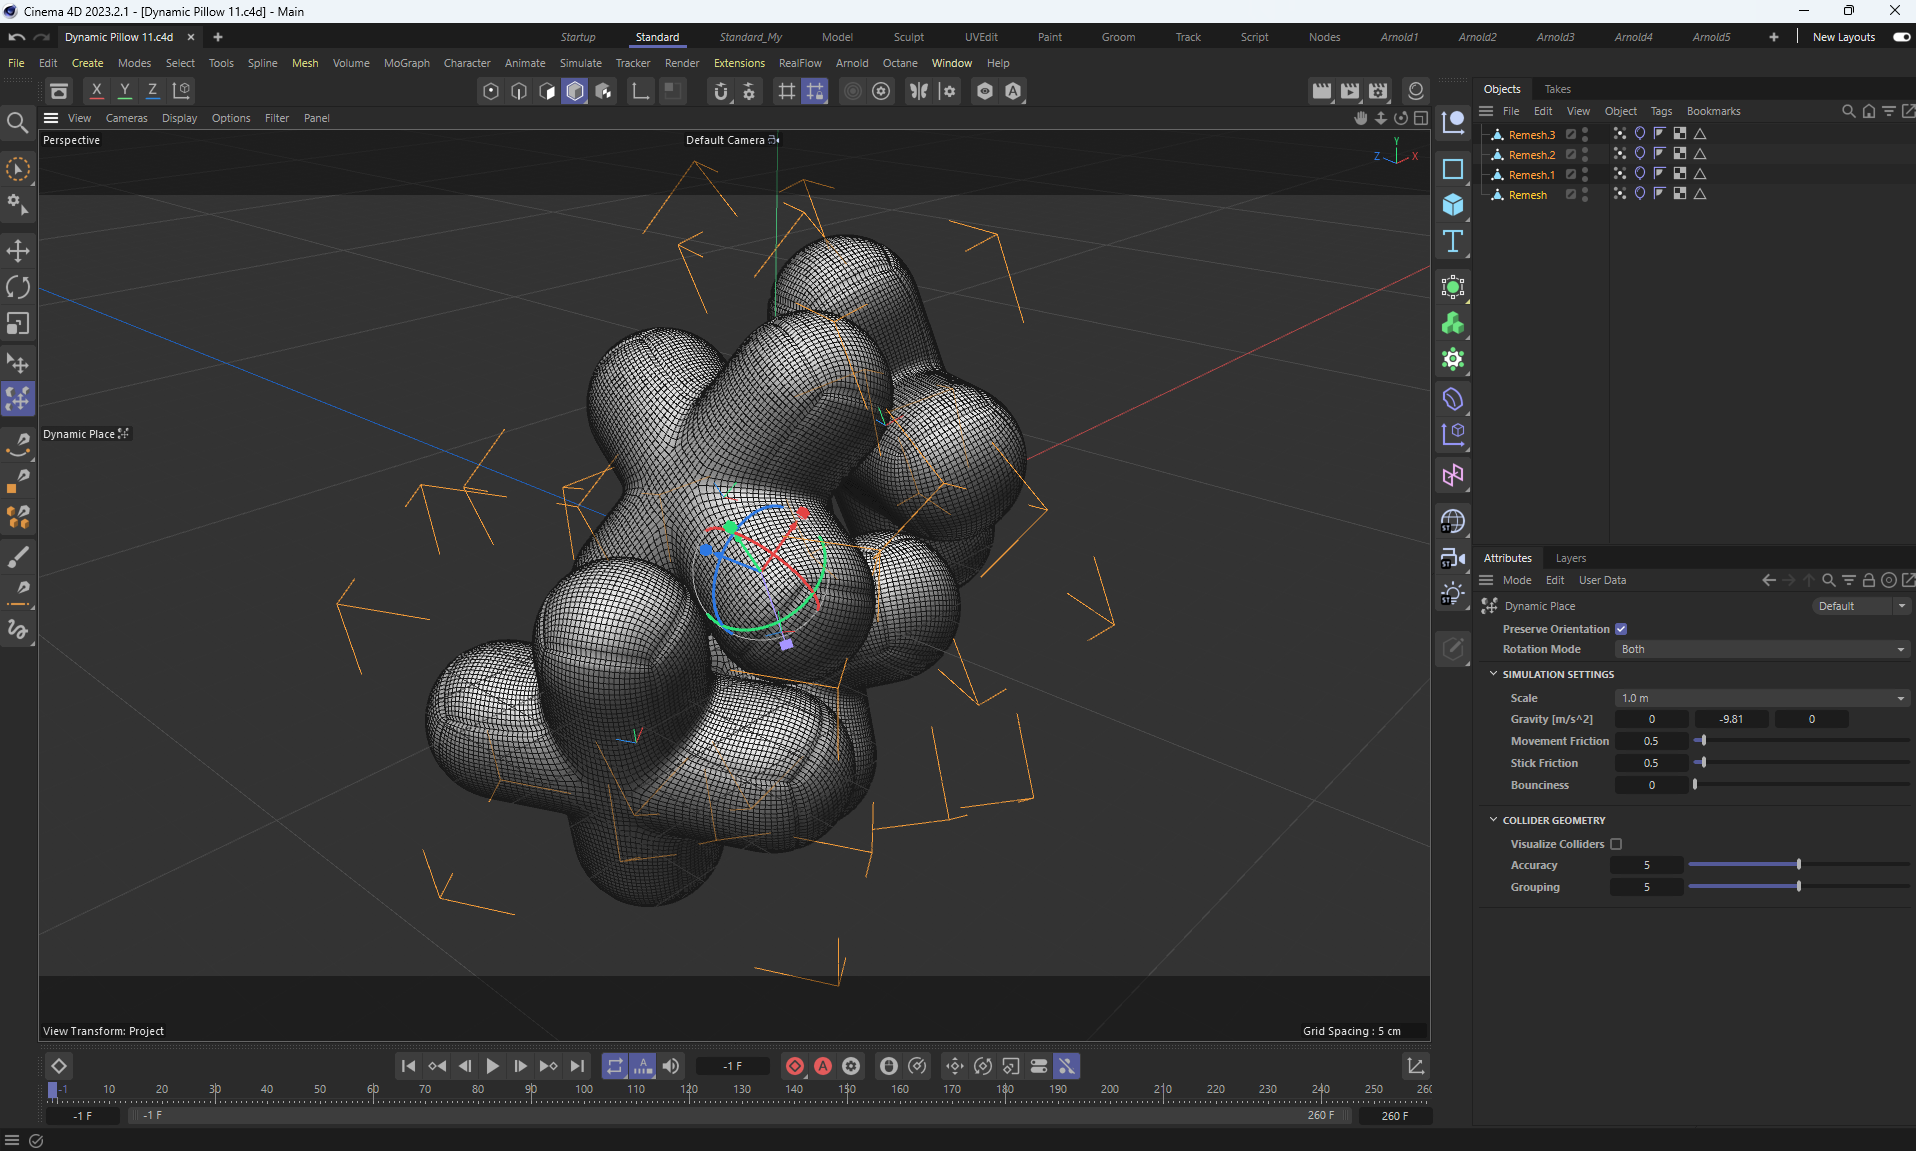 Cinema 4D 2023.2.1 - [Dynamic Pillow 11.c4d] - Main
Dynamic Pillow 11.c4d
Startup Standard Standard_My Model Sculpt UVEdit Paint Groom Track Script Nodes Arnold1 Arnold2 Arnold3 Arnold4 Arnold5 New Layouts
File Edit Create Modes Select Tools Spline Mesh Volume MoGraph Character Animate Simulate Tracker Render Extensions RealFlow Arnold Octane Window Help
X Y Z
Objects Takes
View Cameras Display Options Filter Panel
File Edit View Object Tags Bookmarks
Perspective
Default Camera
Y
Z X
Remesh.3
Remesh.2
Remesh.1
Remesh
Dynamic Place
Attributes Layers
Mode Edit User Data
Dynamic Place
Default
Preserve Orientation
Rotation Mode Both
SIMULATION SETTINGS
Scale 1.0 m
Gravity [m/s^2] 0 -9.81 0
Movement Friction 0.5
Stick Friction 0.5
Bounciness 0
COLLIDER GEOMETRY
Visualize Colliders
Accuracy 5
Grouping 5
View Transform: Project
Grid Spacing : 5 cm
-1 F
-1 10 20 30 40 50 60 70 80 90 100 110 120 130 140 150 160 170 180 190 200 210 220 230 240 250 26
-1 F -1 F 260 F 260 F